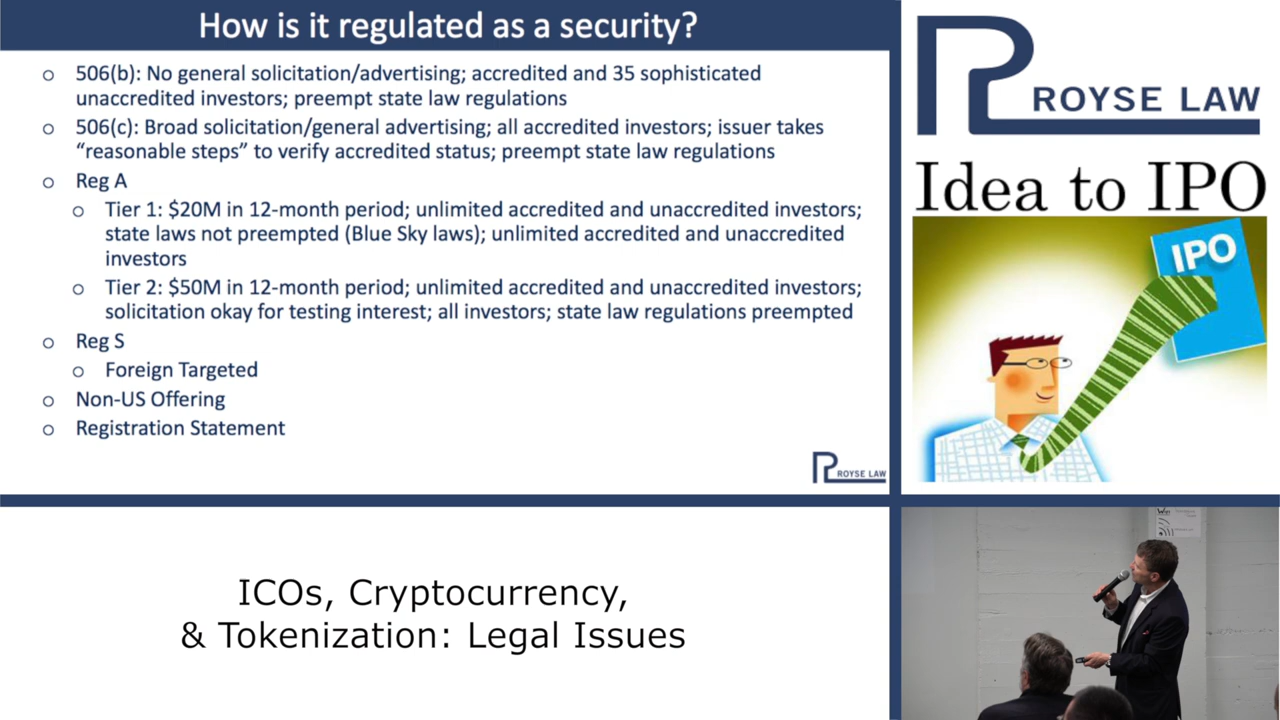 How is it regulated as a security?
o 506(b): No general solicitation/advertising; accredited and 35 sophisticated
unaccredited investors; preempt state law regulations
o 506(c): Broad solicitation/general advertising; all accredited investors; issuer takes
“reasonable steps” to verify accredited status; preempt state law regulations
o Reg A
o Tier 1: $20M in 12-month period; unlimited accredited and unaccredited investors;
state laws not preempted (Blue Sky laws); unlimited accredited and unaccredited
investors
o Tier 2: $50M in 12-month period; unlimited accredited and unaccredited investors;
solicitation okay for testing interest; all investors; state law regulations preempted
o Reg S
o Foreign Targeted
o Non-US Offering
o Registration Statement
ROYSE LAW
ROYSE LAW
Idea to IPO
IPO
ICOs, Cryptocurrency,
& Tokenization: Legal Issues